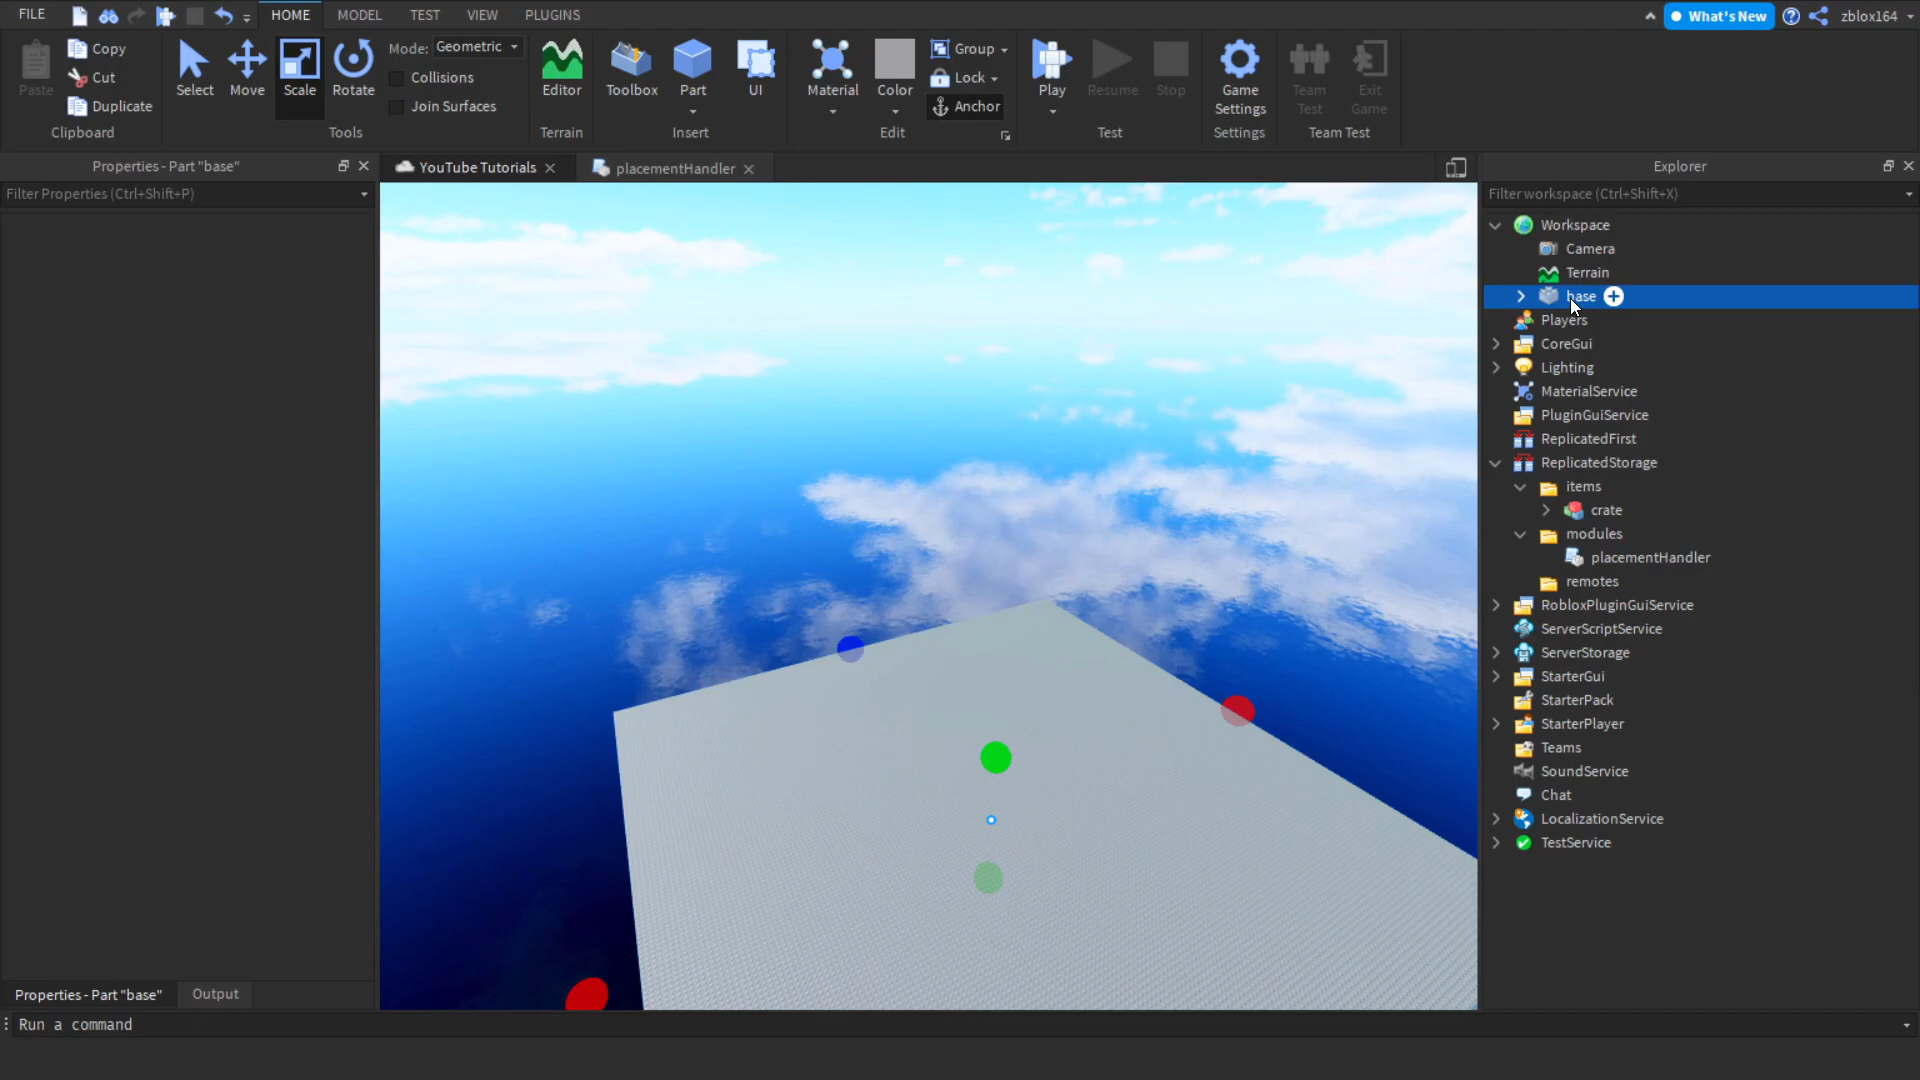 FILE
HOME
MODEL
TEST
VIEW
PLUGINS
What's New
zblox164
Paste
Copy
Cut
Duplicate
Clipboard
Select
Move
Scale
Rotate
Mode: Geometric
Collisions
Join Surfaces
Tools
Editor
Terrain
Toolbox
Part
UI
Insert
Material
Color
Group
Lock
Anchor
Edit
Play
Resume
Stop
Test
Game
Settings
Settings
Team
Test
Exit
Game
Team Test
Properties - Part "base"
Filter Properties (Ctrl+Shift+P)
YouTube Tutorials
placementHandler
Explorer
Filter workspace (Ctrl+Shift+X)
Workspace
Camera
Terrain
base
Players
CoreGui
Lighting
MaterialService
PluginGuiService
ReplicatedFirst
ReplicatedStorage
items
crate
modules
placementHandler
remotes
RobloxPluginGuiService
ServerScriptService
ServerStorage
StarterGui
StarterPack
StarterPlayer
Teams
SoundService
Chat
LocalizationService
TestService
Properties - Part "base"
Output
Run a command